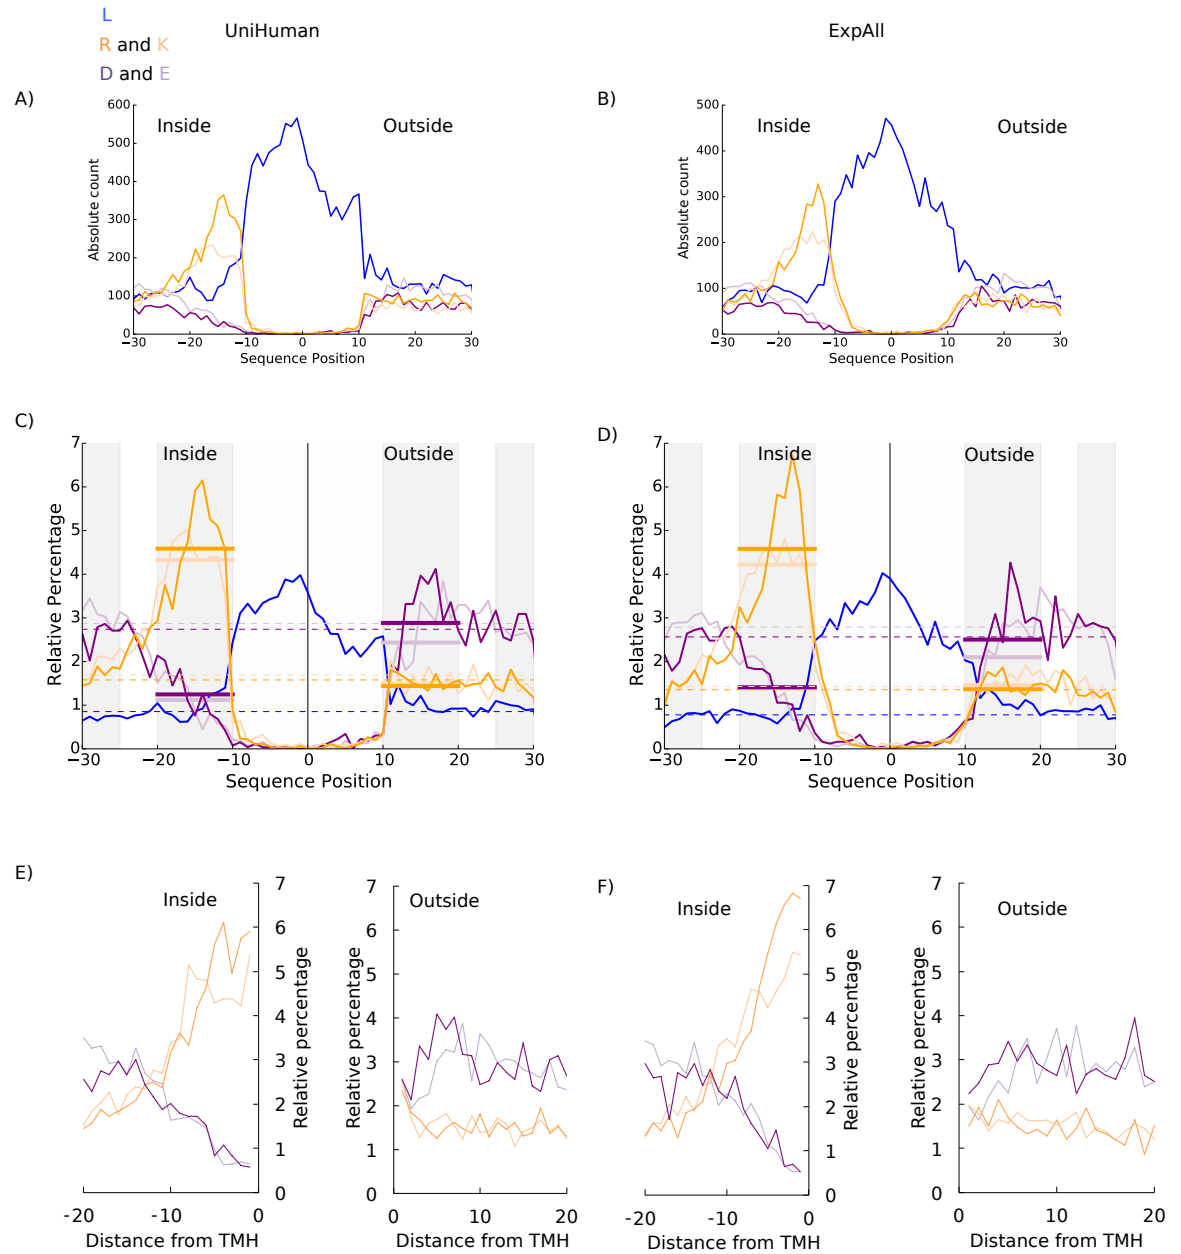 L
UniHuman
ExpAll
R and K
D and E
A)
B)
600
500
400
300
200
100
0
Absolute count
Inside
Outside
−30
−20
−10
0
10
20
30
Sequence Position
500
400
300
200
100
0
Absolute count
Inside
Outside
−30
−20
−10
0
10
20
30
Sequence Position
C)
D)
7
6
5
4
3
2
1
0
Relative Percentage
Inside
Outside
−30
−20
−10
0
10
20
30
Sequence Position
7
6
5
4
3
2
1
0
Relative Percentage
Inside
Outside
−30
−20
−10
0
10
20
30
Sequence Position
E)
F)
Inside
7
6
5
4
3
2
1
0
Relative percentage
-20
-10
0
Distance from TMH
7
6
5
4
3
2
1
0
Relative percentage
Outside
0
10
20
Distance from TMH
Inside
7
6
5
4
3
2
1
0
Relative percentage
-20
-10
0
Distance from TMH
7
6
5
4
3
2
1
0
Relative percentage
Outside
0
10
20
Distance from TMH